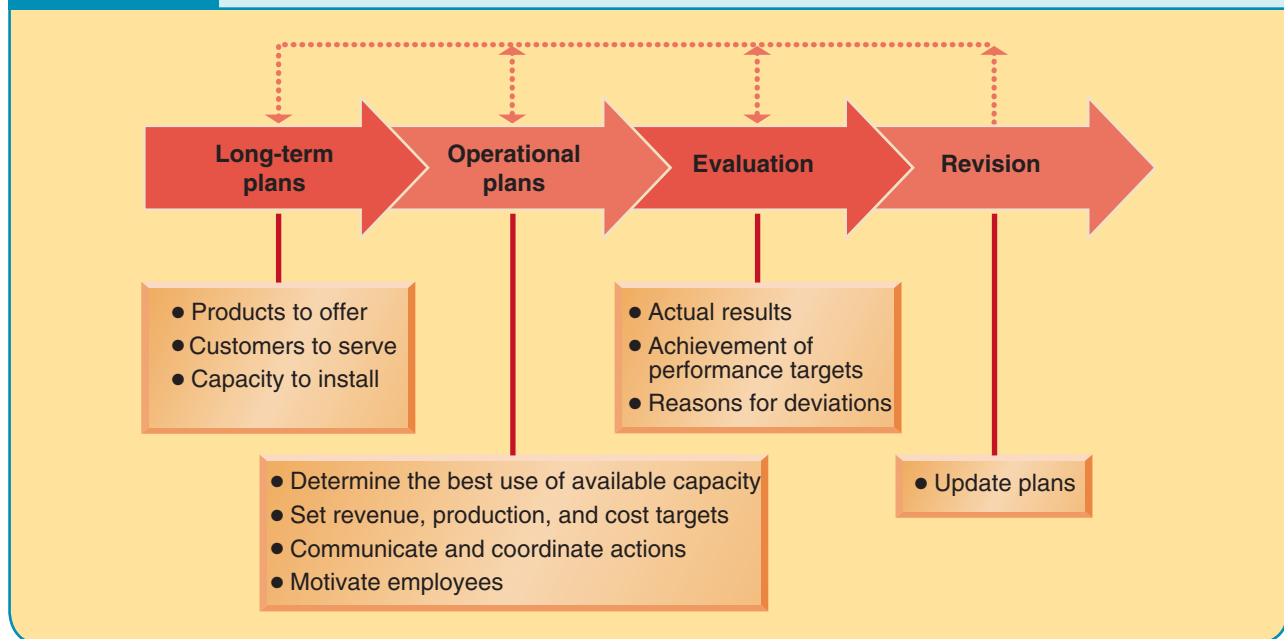 Long-term
plans
Operational
plans
Evaluation
Revision
● Products to offer
● Customers to serve
● Capacity to install
● Actual results
● Achievement of
performance targets
● Reasons for deviations
● Determine the best use of available capacity
● Set revenue, production, and cost targets
● Communicate and coordinate actions
● Motivate employees
● Update plans